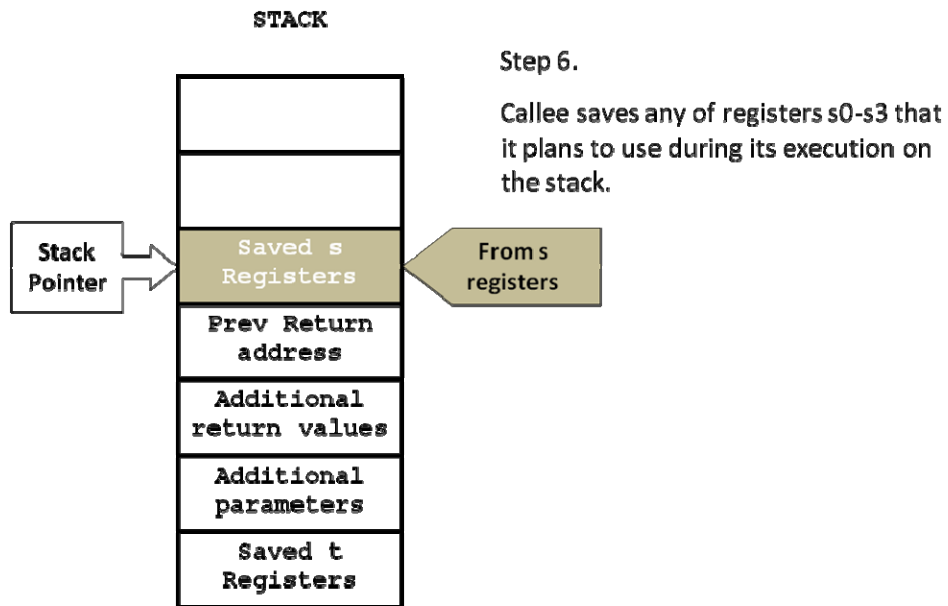 STACK
Step 6.
Callee saves any of registers s0-s3 that
it plans to use during its execution on
the stack.
Stack
Pointer
Saved s
Registers
From s
registers
Prev Return
address
Additional
return values
Additional
parameters
Saved t
Registers